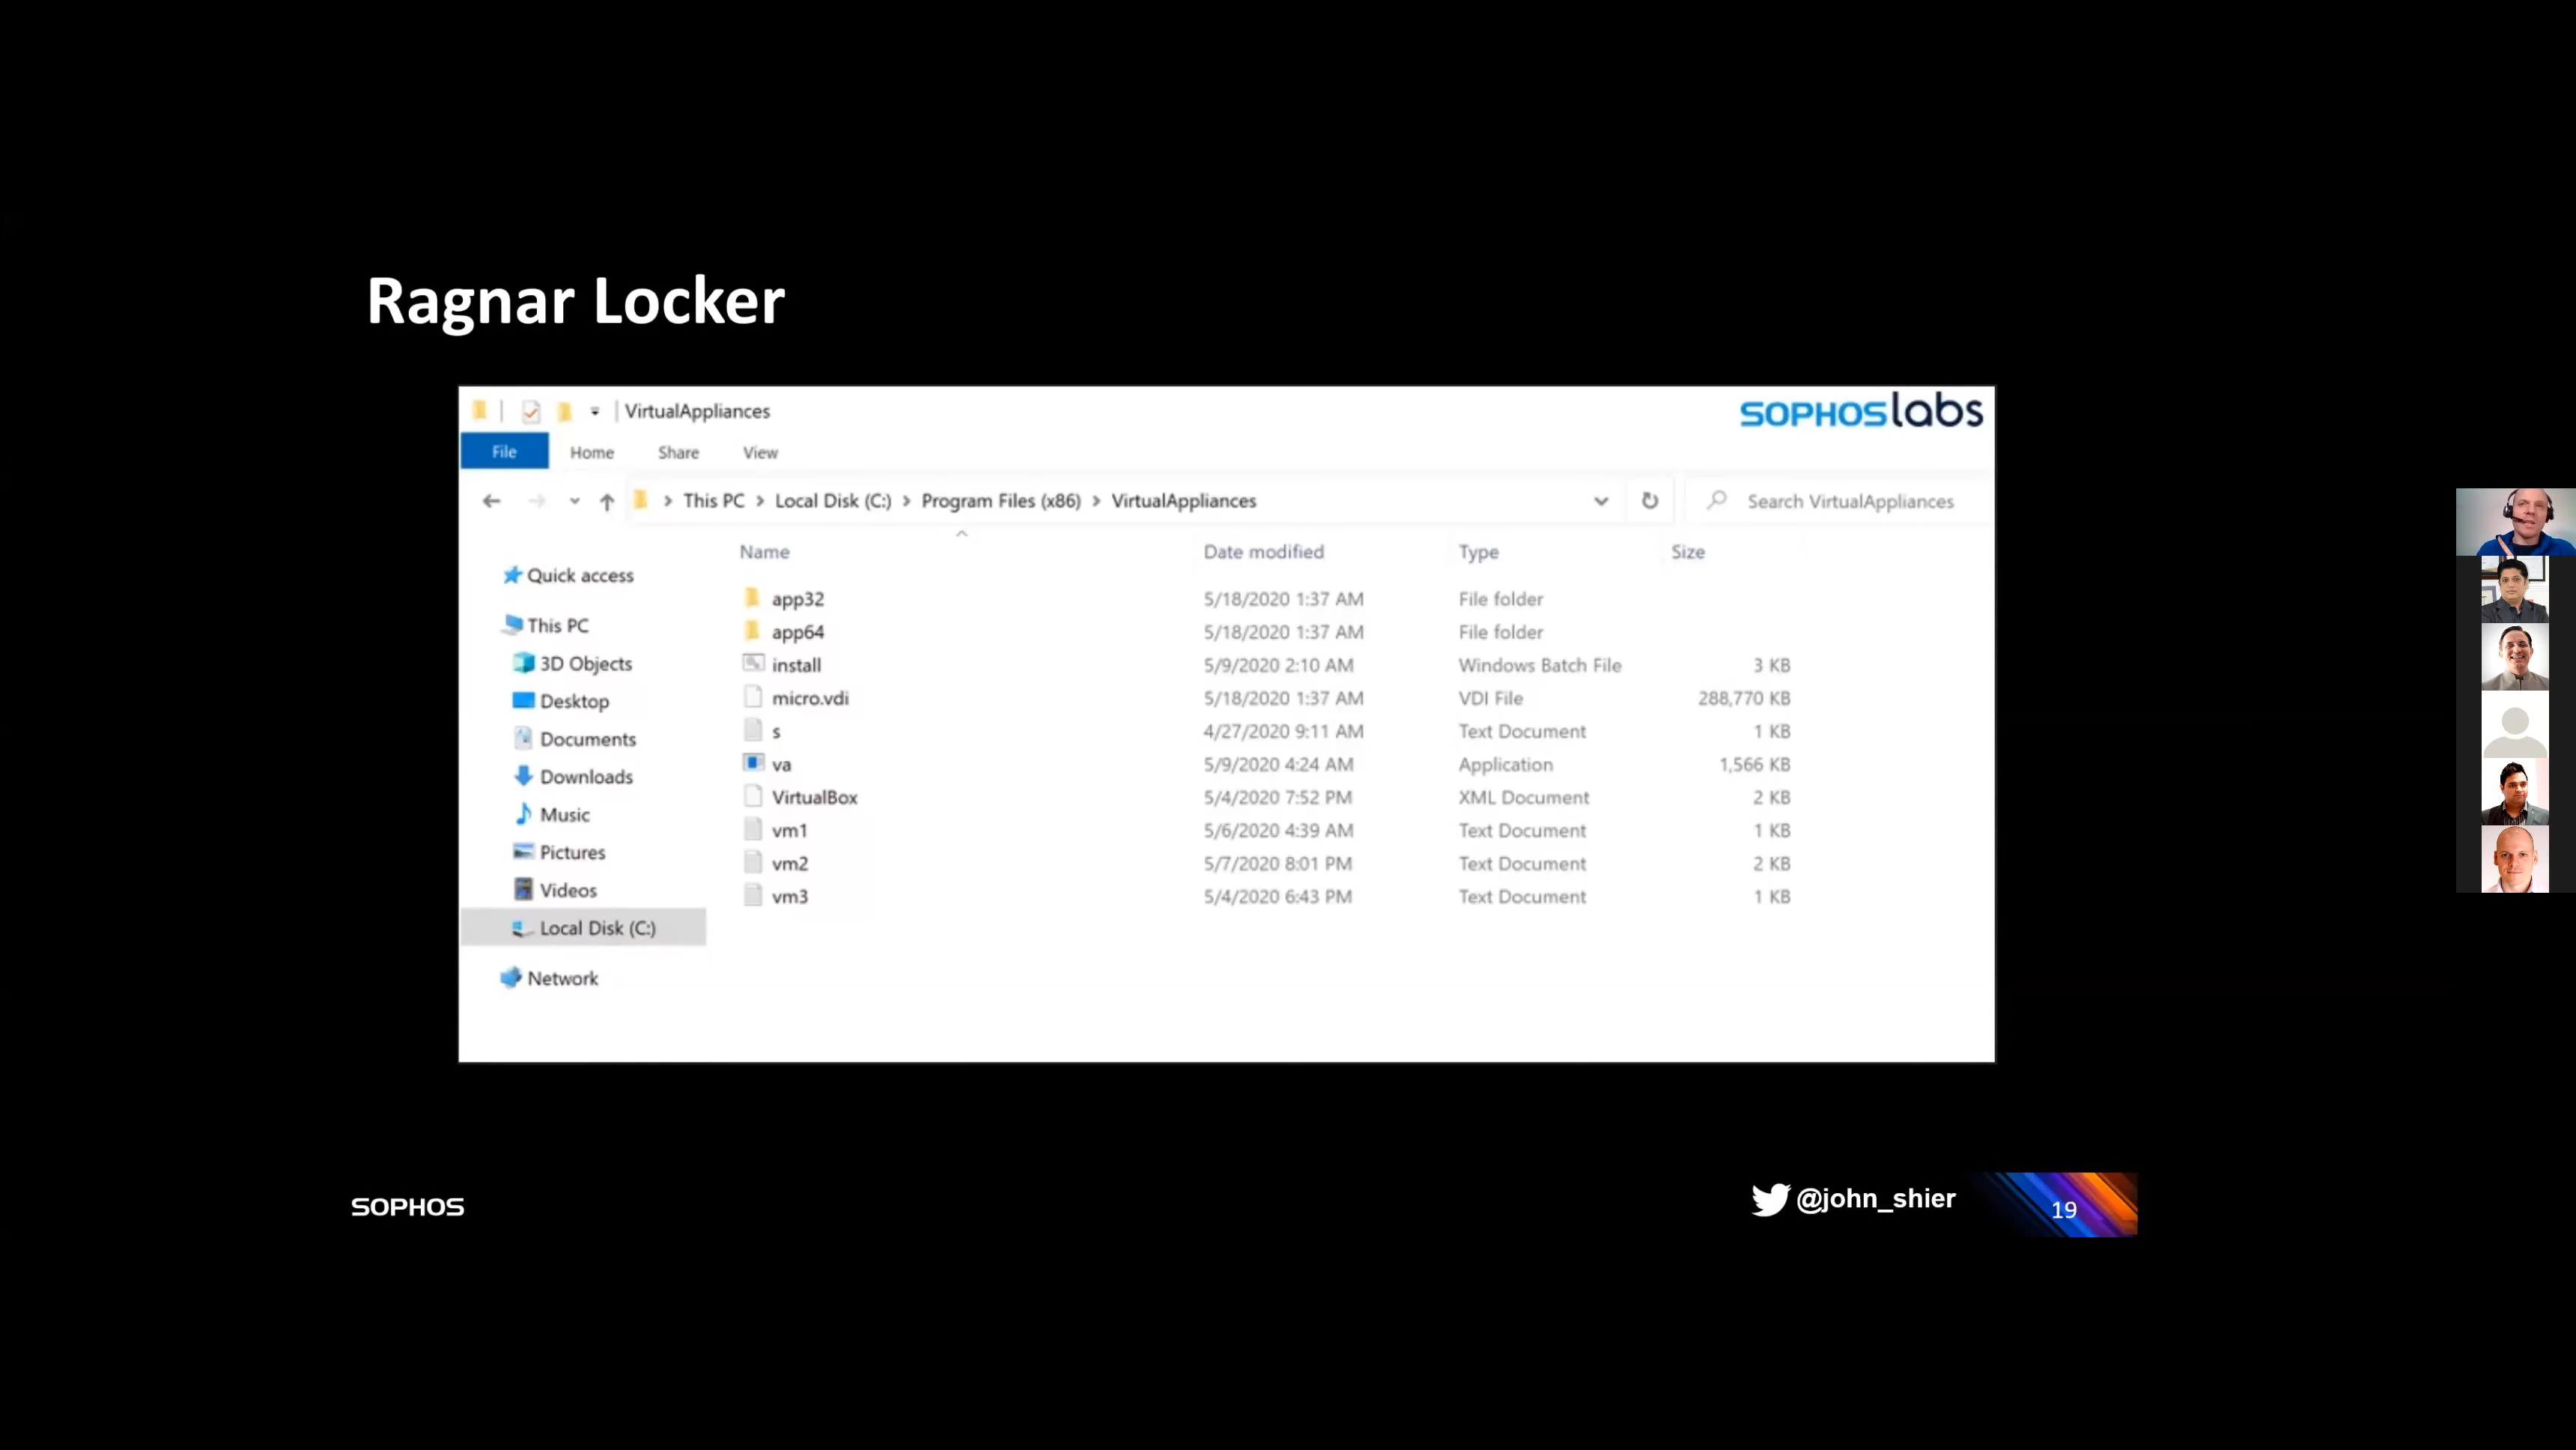 Ragnar Locker
VirtualAppliances
SOPHOSlabs
File Home Share View
This PC > Local Disk (C:) > Program Files (x86) > VirtualAppliances
Search VirtualAppliances
Name Date modified Type Size
Quick access
This PC
3D Objects
Desktop
Documents
Downloads
Music
Pictures
Videos
Local Disk (C:)
Network
app32 5/18/2020 1:37 AM File folder
app64 5/18/2020 1:37 AM File folder
install 5/9/2020 2:10 AM Windows Batch File 3 KB
micro.vdi 5/18/2020 1:37 AM VDI File 288,770 KB
s 4/27/2020 9:11 AM Text Document 1 KB
va 5/9/2020 4:24 AM Application 1,566 KB
VirtualBox 5/4/2020 7:52 PM XML Document 2 KB
vm1 5/6/2020 4:39 AM Text Document 1 KB
vm2 5/7/2020 8:01 PM Text Document 2 KB
vm3 5/4/2020 6:43 PM Text Document 1 KB
SOPHOS
@john_shier
19